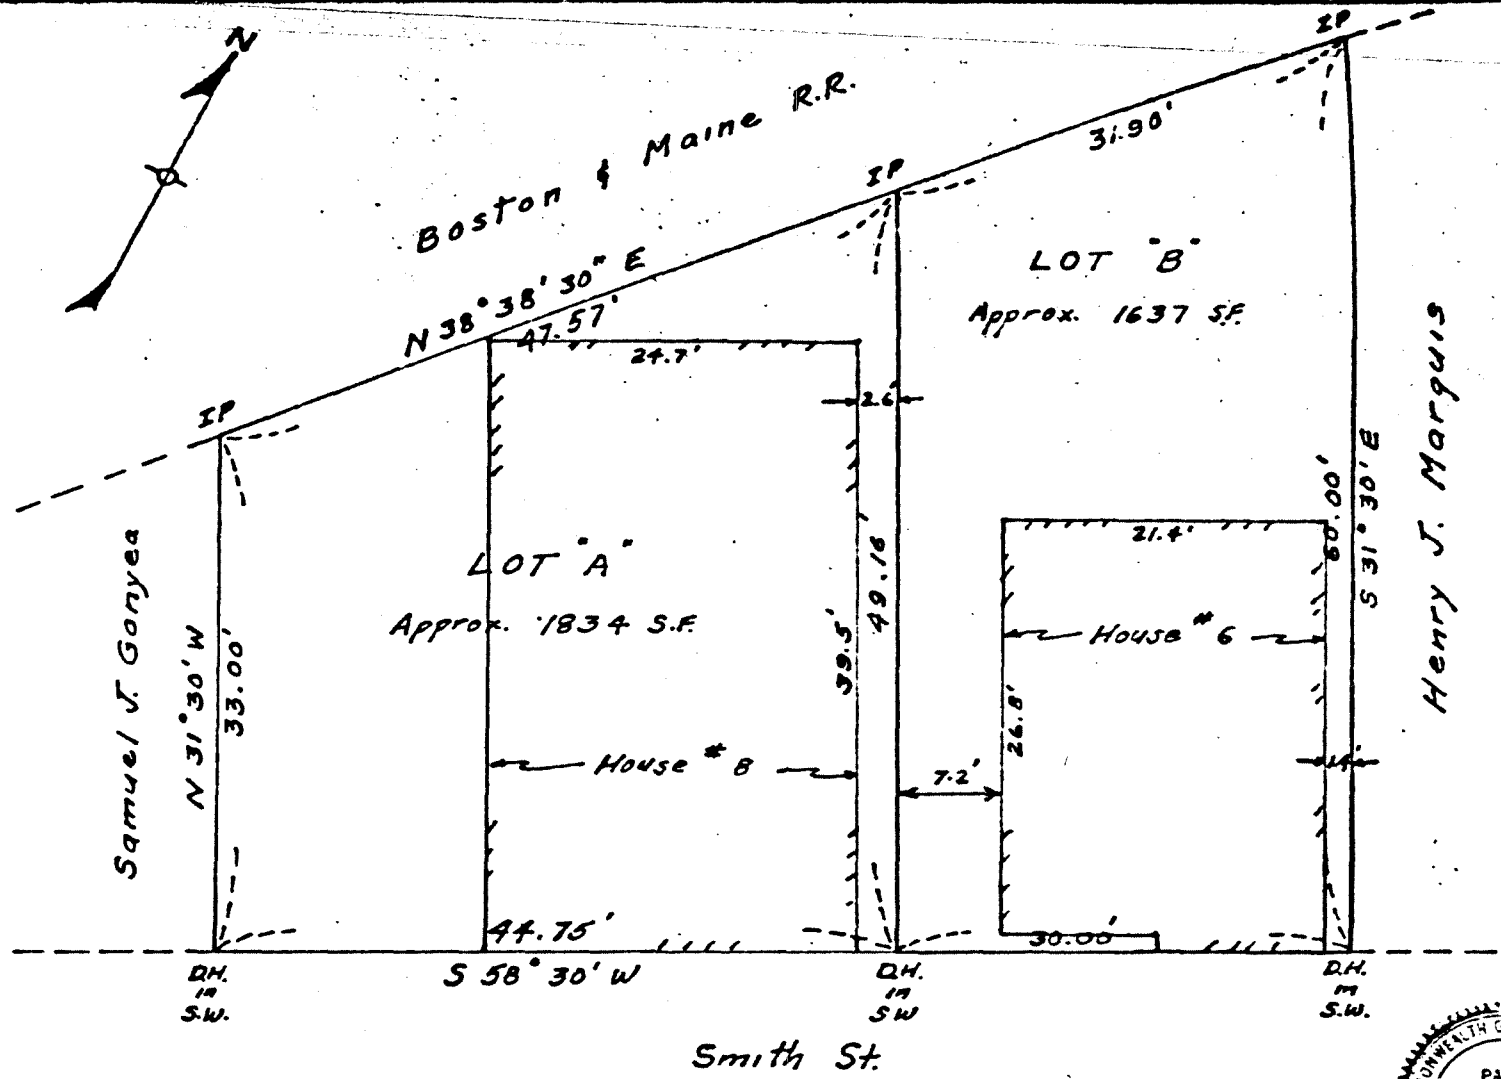 N
Boston & Maine R.R.
IP
31.90'
IP
N 38° 38' 30" E
47.57'
IP
LOT "B"
Approx. 1637 S.F.
24.7'
2.6'
Samuel J. Gonyea
N 31° 30' W
33.00'
LOT "A"
Approx. 1834 S.F.
39.5'
49.16'
House # 8
21.4'
House # 6
26.8'
7.2'
60.00'
S 31° 30' E
Henry J. Marquis
44.75'
S 58° 30' W
30.00'
D.H.
in
S.W.
D.H.
in
SW
D.H.
in
S.W.
Smith St.